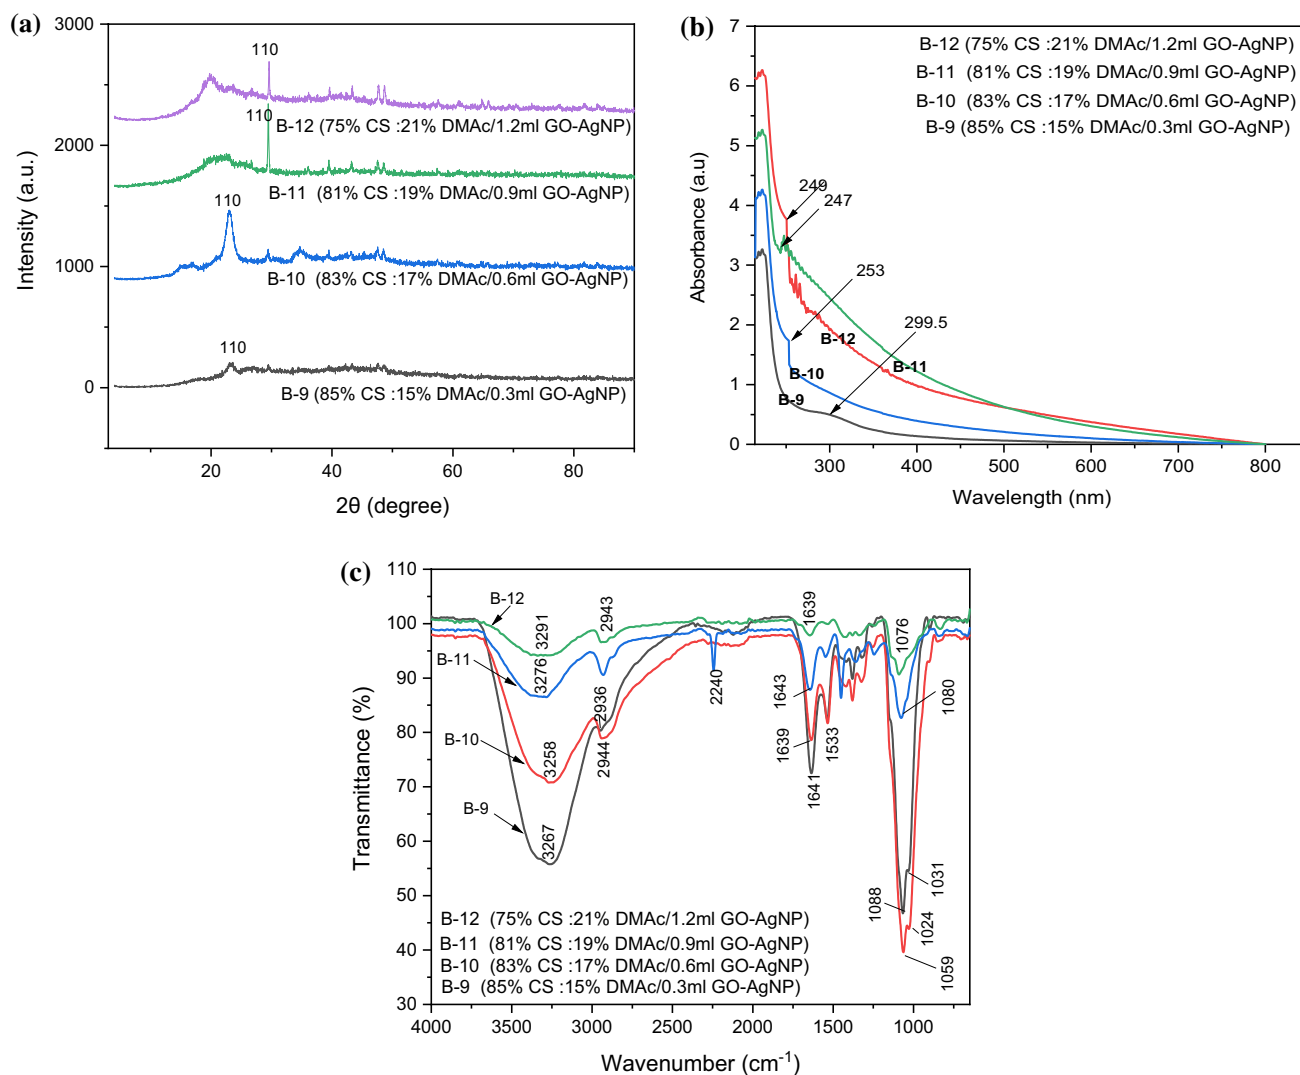 (a)
3000
2000
1000
0
Intensity (a.u.)
110
B-12 (75% CS :21% DMAc/1.2ml GO-AgNP)
110
B-11 (81% CS :19% DMAc/0.9ml GO-AgNP)
110
B-10 (83% CS :17% DMAc/0.6ml GO-AgNP)
110
B-9 (85% CS :15% DMAc/0.3ml GO-AgNP)
20 40 60 80
2θ (degree)
(b)
7
6
5
4
3
2
1
0
Absorbance (a.u)
B-12 (75% CS :21% DMAc/1.2ml GO-AgNP)
B-11 (81% CS :19% DMAc/0.9ml GO-AgNP)
B-10 (83% CS :17% DMAc/0.6ml GO-AgNP)
B-9 (85% CS :15% DMAc/0.3ml GO-AgNP)
249
247
253
299.5
B-12
B-11
B-10
B-9
300 400 500 600 700 800
Wavelength (nm)
(c)
110
100
90
80
70
60
50
40
30
Transmittance (%)
B-12
3291
2943
1639
1076
B-11
3276
2936
2240
1643
1080
B-10
3258
2944
1639
1533
B-9
3267
1641
1088
1031
1024
1059
B-12 (75% CS :21% DMAc/1.2ml GO-AgNP)
B-11 (81% CS :19% DMAc/0.9ml GO-AgNP)
B-10 (83% CS :17% DMAc/0.6ml GO-AgNP)
B-9 (85% CS :15% DMAc/0.3ml GO-AgNP)
4000 3500 3000 2500 2000 1500 1000
Wavenumber (cm⁻¹)